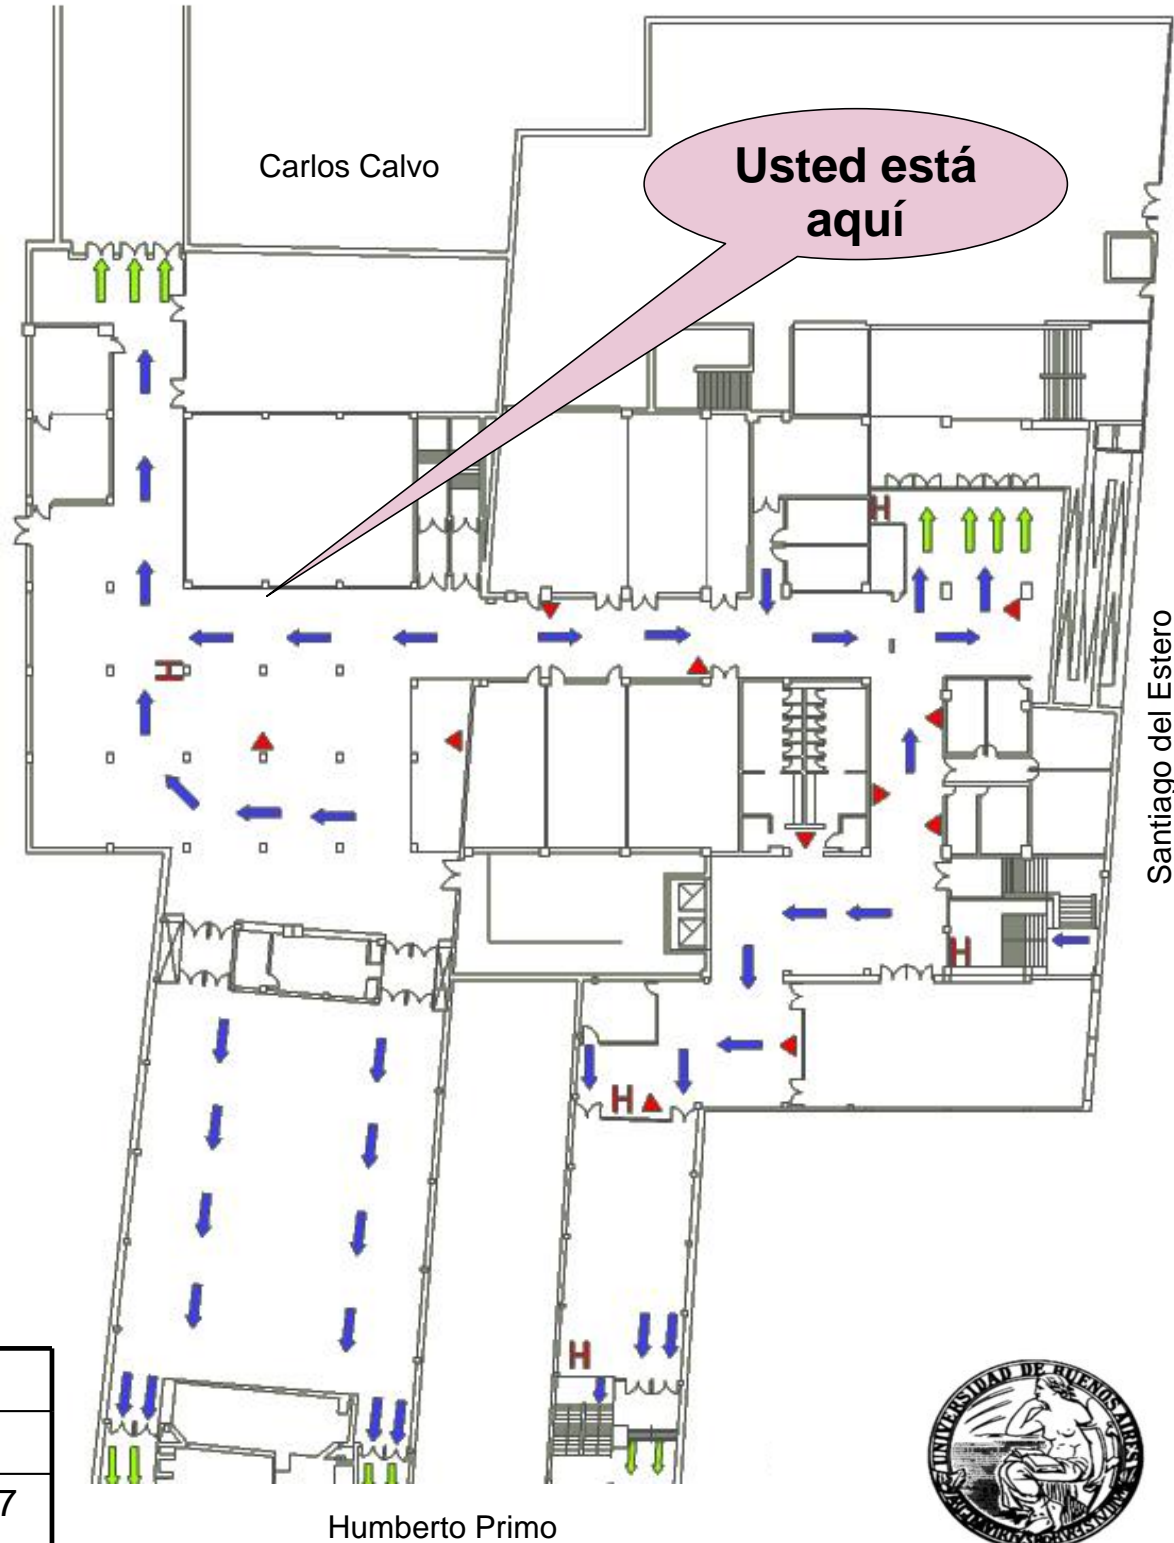 Carlos Calvo
Usted está
aquí
H
H
Santiago del Estero
H
H
H
7
Humberto Primo
UNIVERSIDAD DE BUENOS AIRES